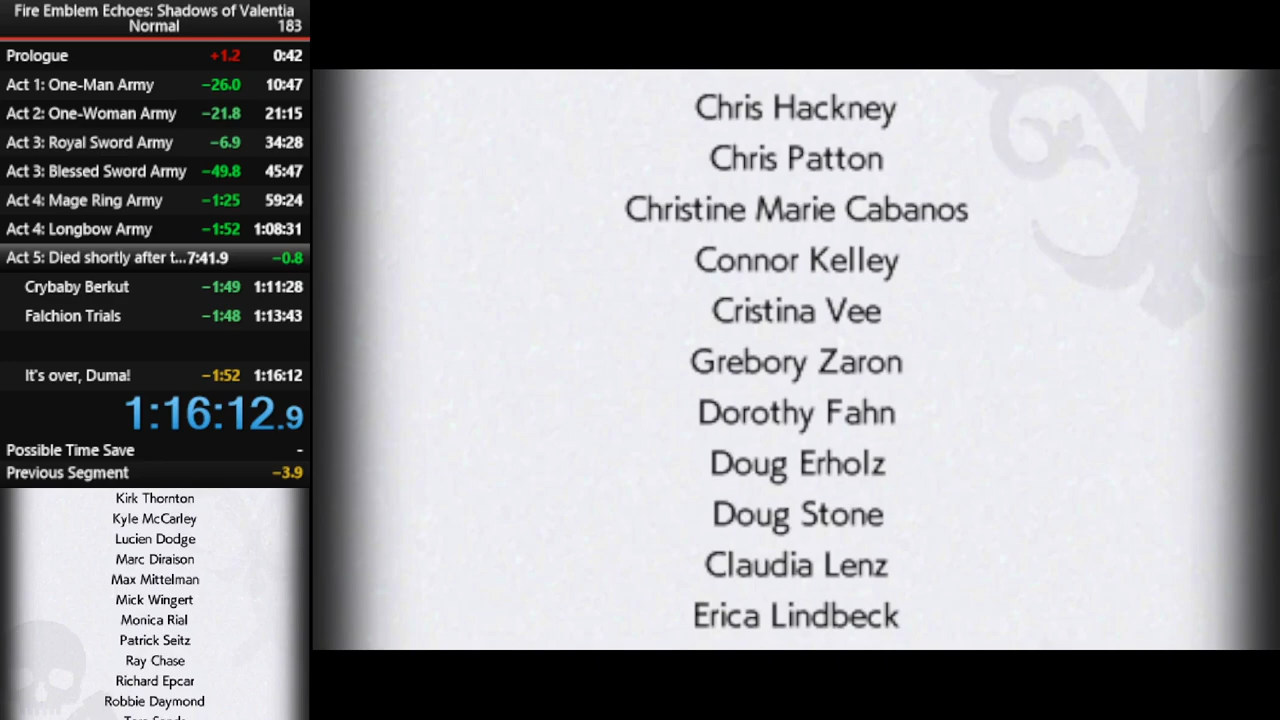 Fire Emblem Echoes: Shadows of Valentia
Normal 183
Prologue +1.2 0:42
Act 1: One-Man Army −26.0 10:47
Act 2: One-Woman Army −21.8 21:15
Act 3: Royal Sword Army −6.9 34:28
Act 3: Blessed Sword Army −49.8 45:47
Act 4: Mage Ring Army −1:25 59:24
Act 4: Longbow Army −1:52 1:08:31
Act 5: Died shortly after t...7:41.9 −0.8
Crybaby Berkut −1:49 1:11:28
Falchion Trials −1:48 1:13:43
It's over, Duma! −1:52 1:16:12
1:16:12.9
Possible Time Save -
Previous Segment −3.9
Kirk Thornton
Kyle McCarley
Lucien Dodge
Marc Diraison
Max Mittelman
Mick Wingert
Monica Rial
Patrick Seitz
Ray Chase
Richard Epcar
Robbie Daymond
Chris Hackney
Chris Patton
Christine Marie Cabanos
Connor Kelley
Cristina Vee
Grebory Zaron
Dorothy Fahn
Doug Erholz
Doug Stone
Claudia Lenz
Erica Lindbeck